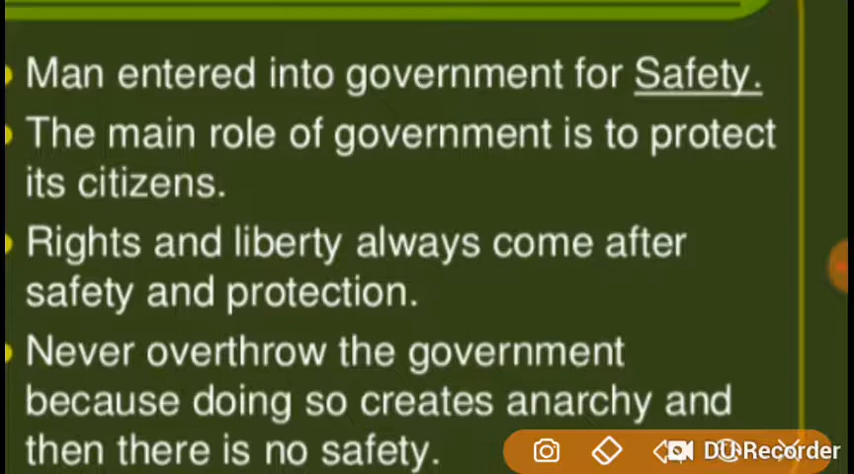 Man entered into government for Safety.
The main role of government is to protect
its citizens.
Rights and liberty always come after
safety and protection.
Never overthrow the government
because doing so creates anarchy and
then there is no safety.
DU Recorder